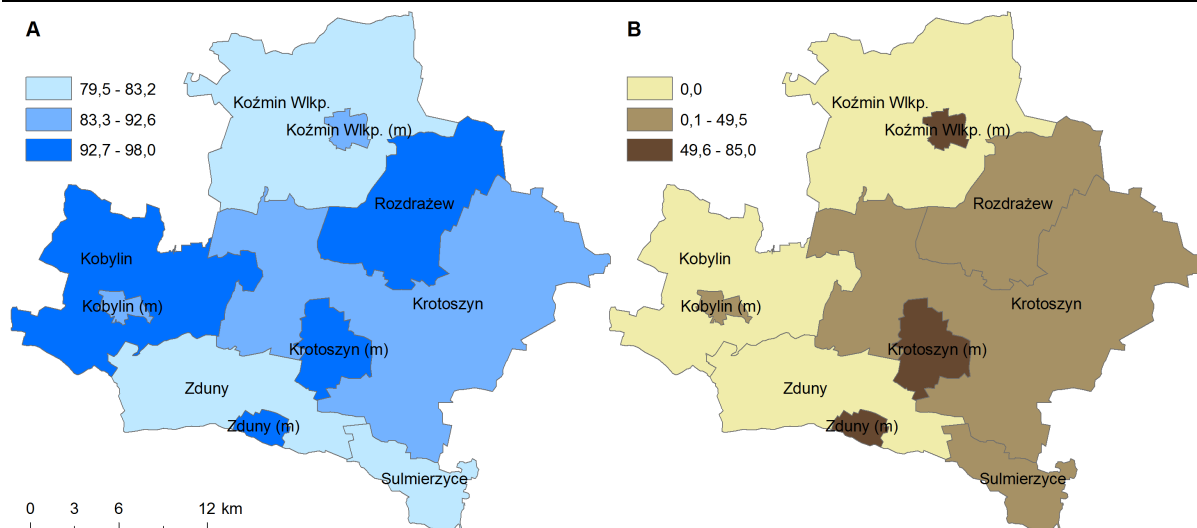 A
79,5 - 83,2
83,3 - 92,6
92,7 - 98,0
Koźmin Wlkp.
Koźmin Wlkp. (m)
Rozdrażew
Kobylin
Kobylin (m)
Krotoszyn
Krotoszyn (m)
Zduny
Zduny (m)
Sulmierzyce
0 3 6 12 km
B
0,0
0,1 - 49,5
49,6 - 85,0
Koźmin Wlkp.
Koźmin Wlkp. (m)
Rozdrażew
Kobylin
Kobylin (m)
Krotoszyn
Krotoszyn (m)
Zduny
Zduny (m)
Sulmierzyce